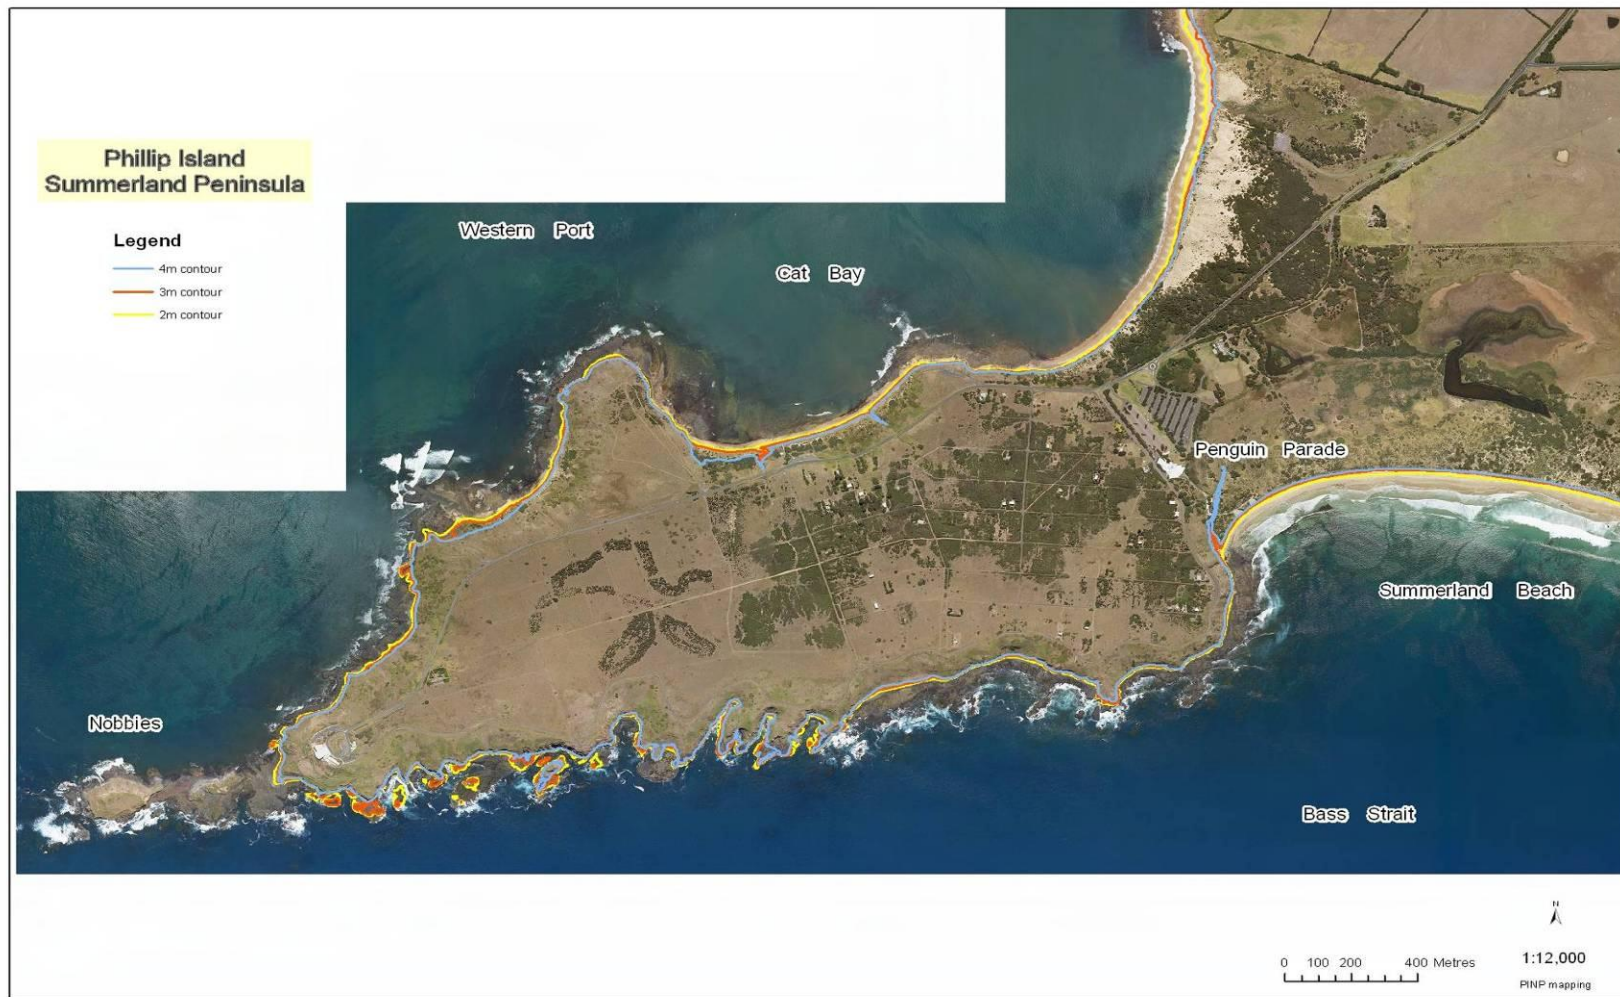 Phillip Island
Summerland Peninsula
Legend
4m contour
3m contour
2m contour
Western Port
Cat Bay
Penguin Parade
Summerland Beach
Nobbies
Bass Strait
N
0 100 200 400 Metres
1:12,000
PINP mapping